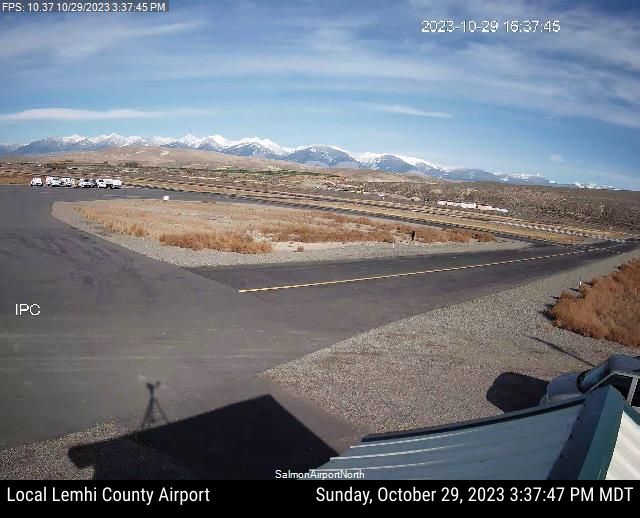 FPS: 10.37 10/29/2023 3:37:45 PM
2023-10-29 15:37:45
IPC
SalmonAirportNorth
Local Lemhi County Airport
Sunday, October 29, 2023 3:37:47 PM MDT